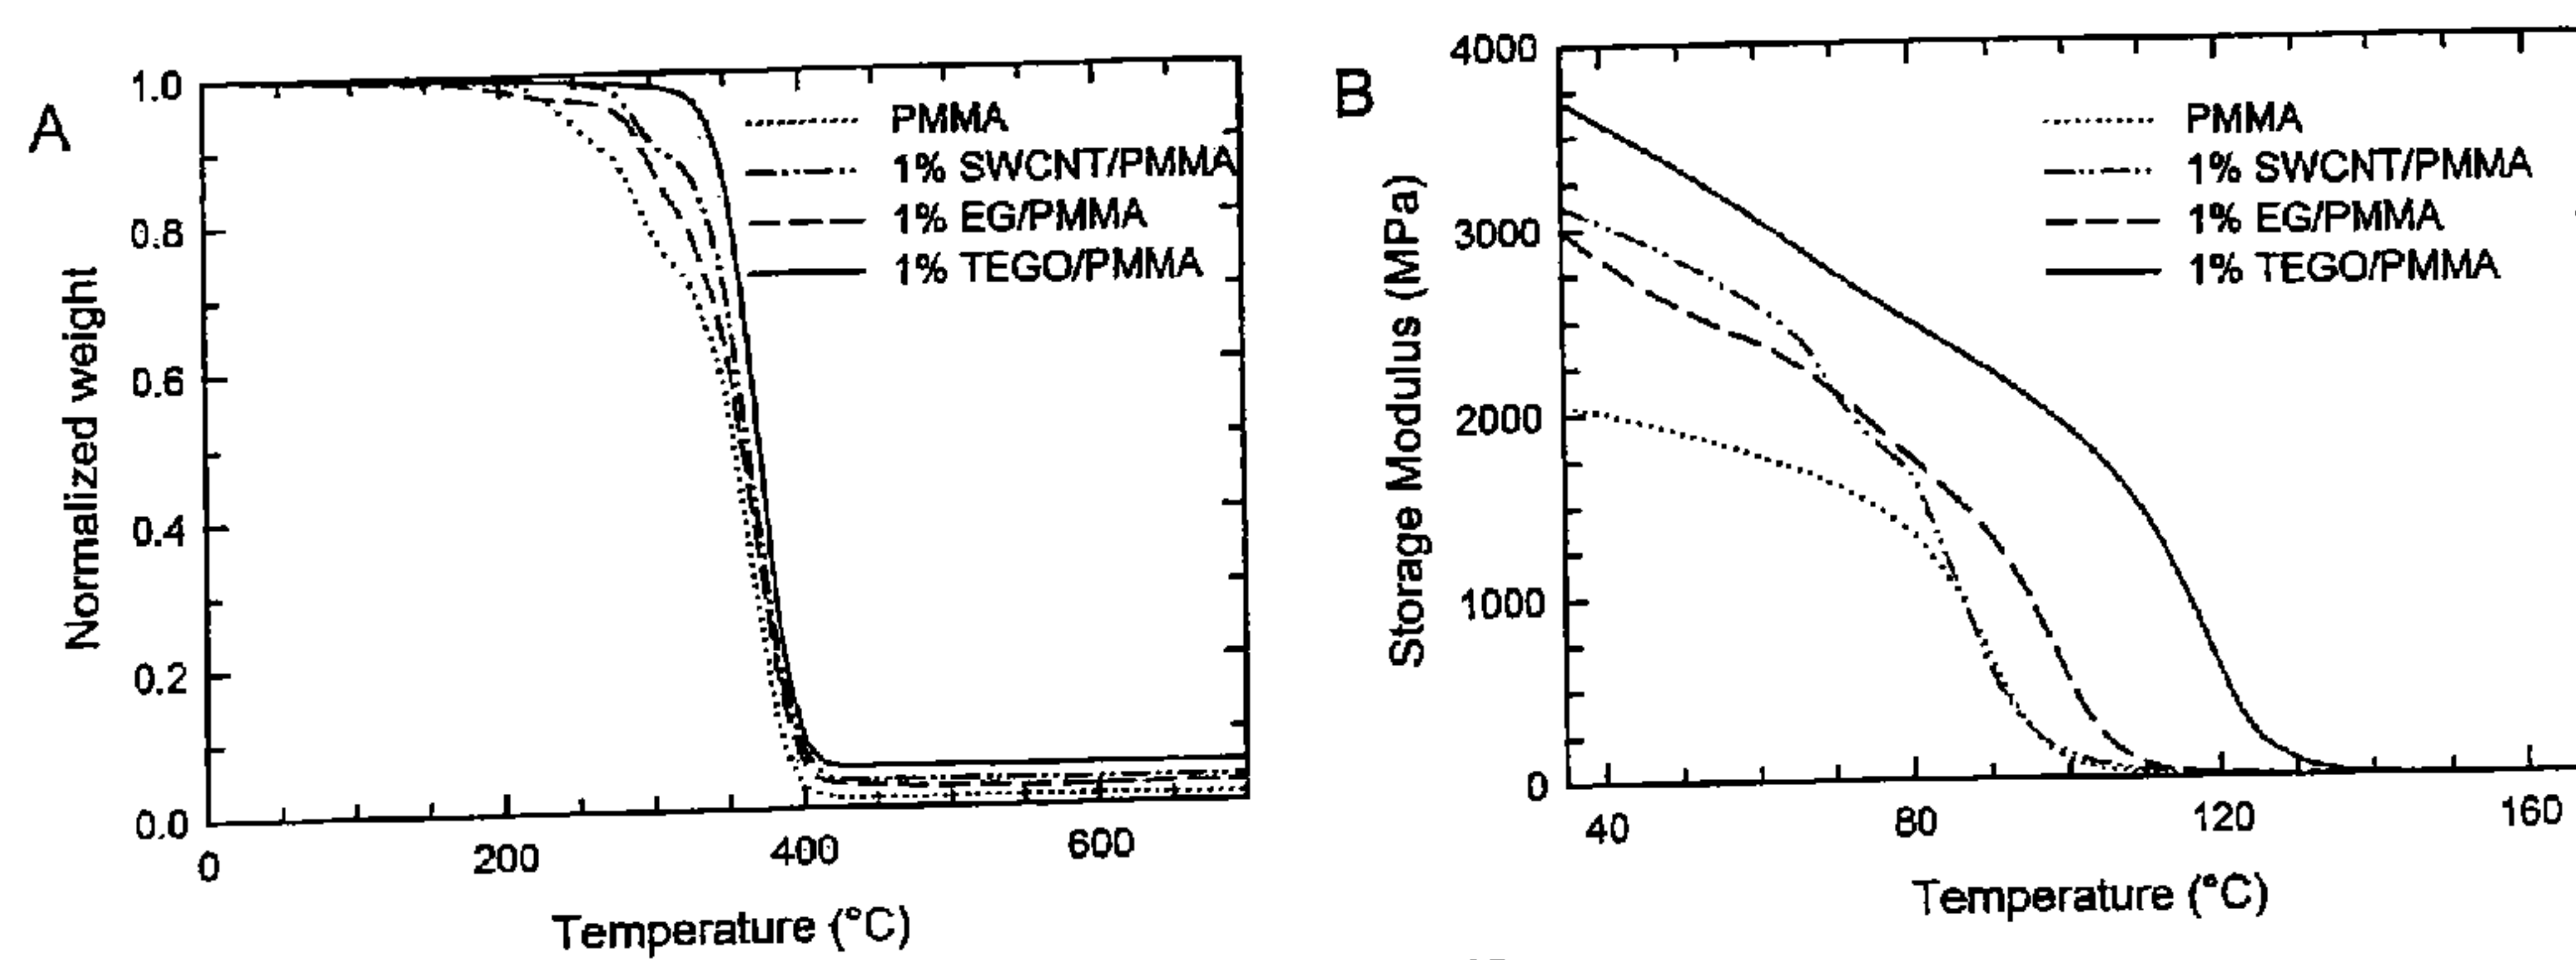 A
1.0
0.8
0.6
0.4
0.2
0.0
Normalized weight
0
200
400
600
Temperature (°C)
PMMA
1% SWCNT/PMMA
1% EG/PMMA
1% TEGO/PMMA
B
4000
3000
2000
1000
0
Storage Modulus (MPa)
40
80
120
160
Temperature (°C)
PMMA
1% SWCNT/PMMA
1% EG/PMMA
1% TEGO/PMMA